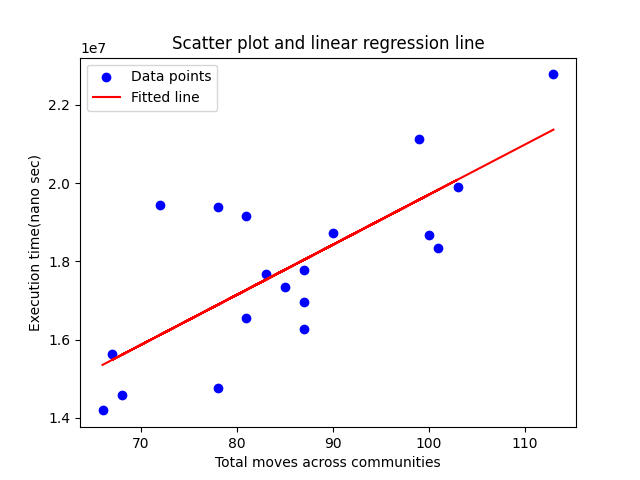 Scatter plot and linear regression line
1e7
Data points
Fitted line
2.2
2.0
1.8
1.6
1.4
Execution time(nano sec)
70 80 90 100 110
Total moves across communities